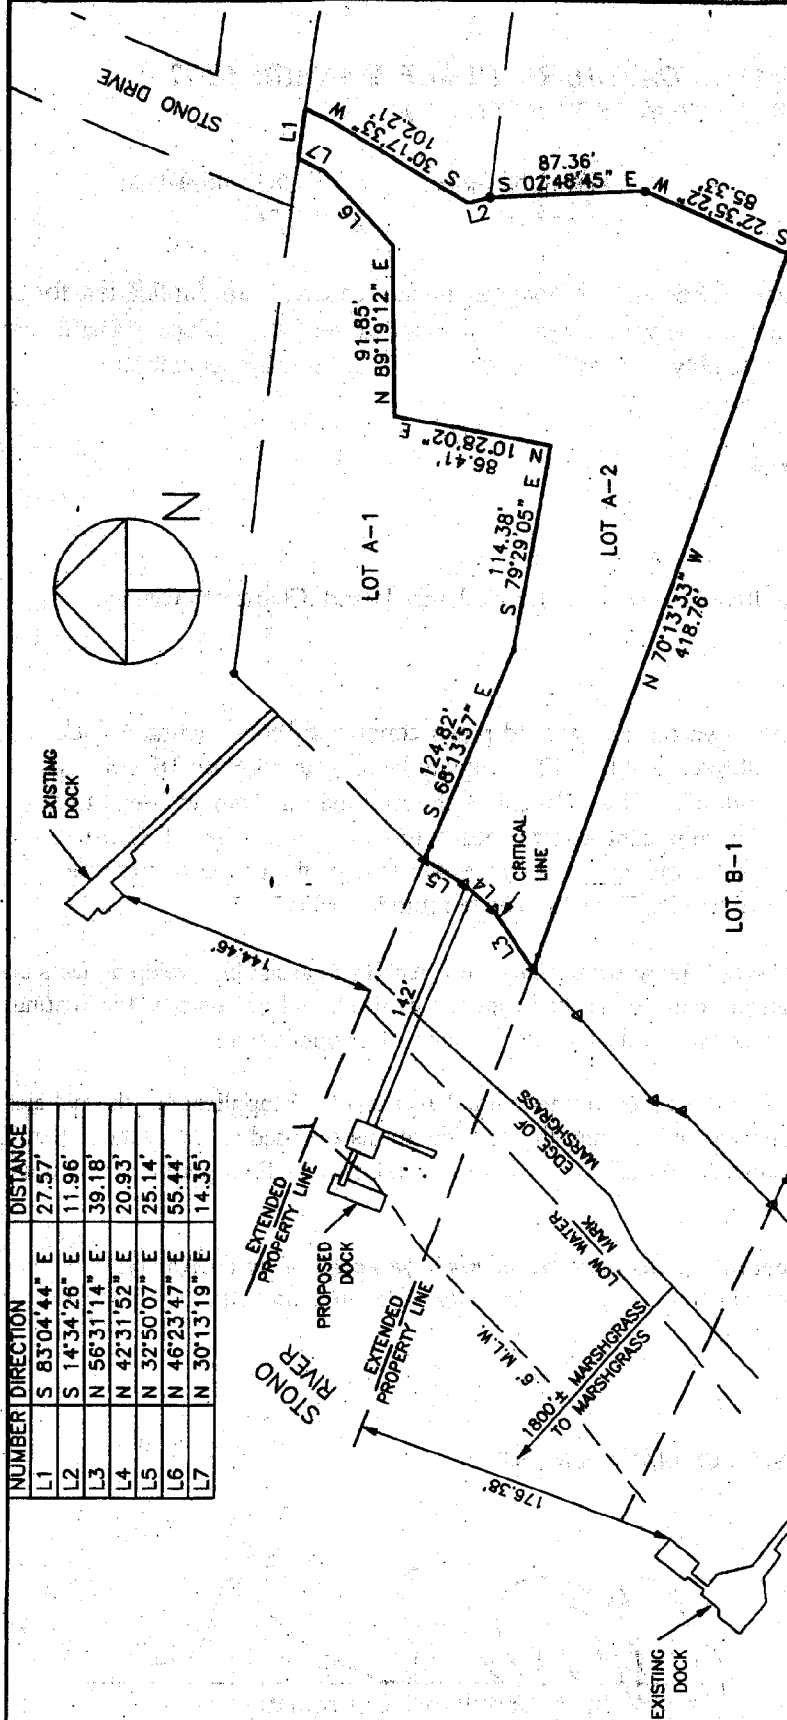 NUMBER DIRECTION DISTANCE
L1 S 83°04'44" E 27.57'
L2 S 14°34'26" E 11.96'
L3 N 56°31'14" E 39.18'
L4 N 42°31'52" E 20.93'
L5 N 32°50'07" E 25.14'
L6 N 46°23'47" E 55.44'
L7 N 30°13'19" E 14.35'
STONO DRIVE
L1
L7
L6
S 30°17'33" W
102.21'
L2
87.36'
S 02°48'45" E
S 22°35'22" W
85.33'
91.85'
N 89°19'12" E
N 10°28'02" E
86.41'
114.38'
S 79°29'05" E
124.82'
S 68°13'57" E
N 70°13'33" W
418.76'
LOT A-1
LOT A-2
LOT B-1
N
EXISTING
DOCK
144.46'
L5
L4
L3
CRITICAL
LINE
142'
EDGE OF
MARSHGRASS
LOW WATER
MARK
EXTENDED
PROPERTY LINE
PROPOSED
DOCK
STONO
RIVER
EXTENDED
PROPERTY LINE
6' M.L.W.
1800'± MARSHGRASS
TO MARSHGRASS
176.38'
EXISTING
DOCK